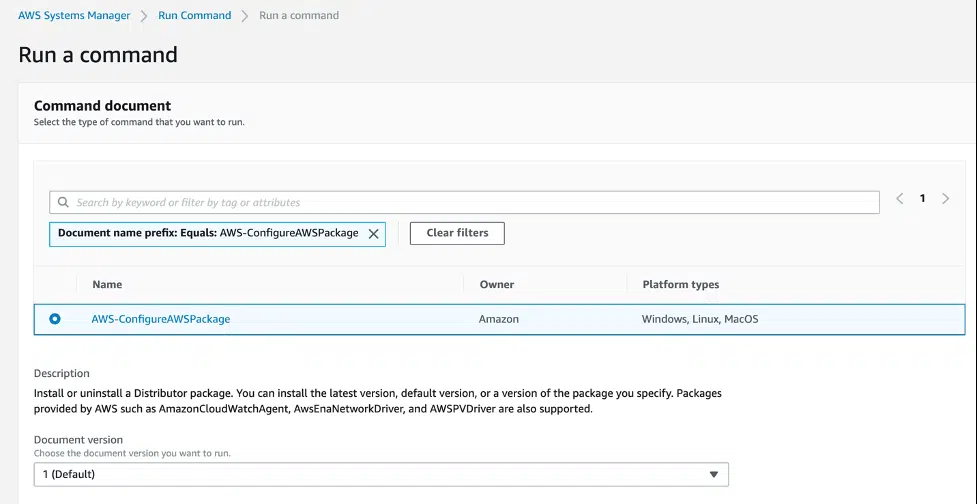 AWS Systems Manager > Run Command > Run a command
Run a command
Command document
Select the type of command that you want to run.
Search by keyword or filter by tag or attributes
< 1 >
Document name prefix: Equals: AWS-ConfigureAWSPackage
Clear filters
Name Owner Platform types
AWS-ConfigureAWSPackage Amazon Windows, Linux, MacOS
Description
Install or uninstall a Distributor package. You can install the latest version, default version, or a version of the package you specify. Packages
provided by AWS such as AmazonCloudWatchAgent, AwsEnaNetworkDriver, and AWSPVDriver are also supported.
Document version
Choose the document version you want to run.
1 (Default)